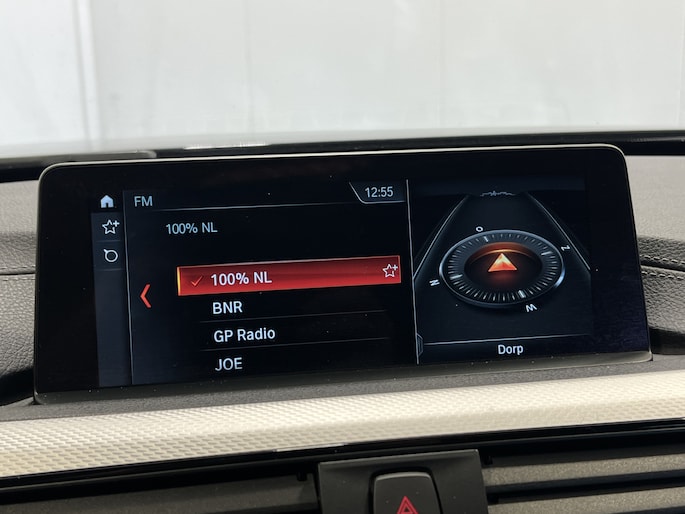 FM
12:55
100% NL
100% NL
BNR
GP Radio
JOE
O
Z
N
W
Dorp